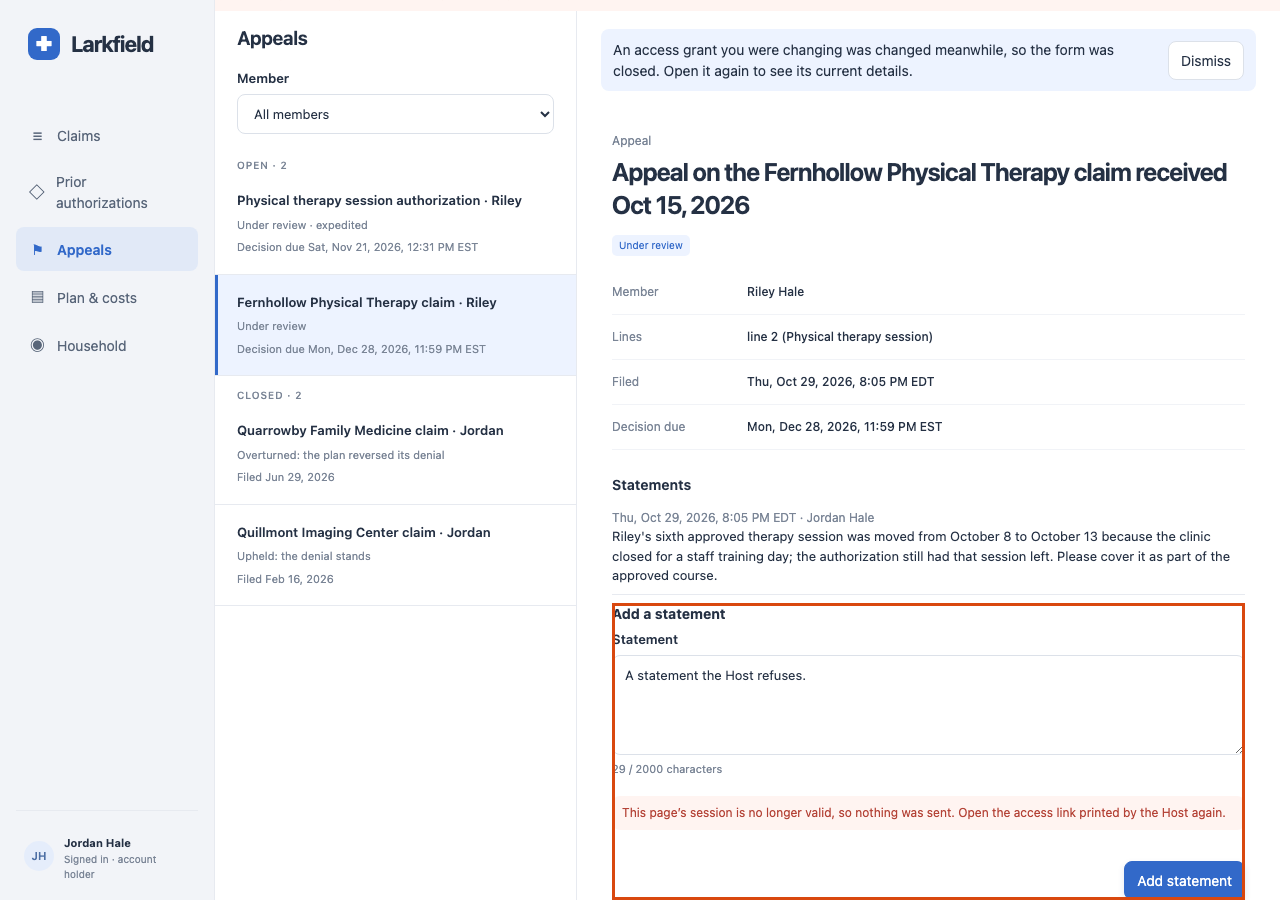 Larkfield
Claims
Prior
authorizations
Appeals
Plan & costs
Household
JH
Jordan Hale
Signed in · account
holder
Appeals
Member
All members
OPEN · 2
Physical therapy session authorization · Riley
Under review · expedited
Decision due Sat, Nov 21, 2026, 12:31 PM EST
Fernhollow Physical Therapy claim · Riley
Under review
Decision due Mon, Dec 28, 2026, 11:59 PM EST
CLOSED · 2
Quarrowby Family Medicine claim · Jordan
Overturned: the plan reversed its denial
Filed Jun 29, 2026
Quillmont Imaging Center claim · Jordan
Upheld: the denial stands
Filed Feb 16, 2026
An access grant you were changing was changed meanwhile, so the form was
closed. Open it again to see its current details.
Dismiss
Appeal
Appeal on the Fernhollow Physical Therapy claim received
Oct 15, 2026
Under review
Member Riley Hale
Lines line 2 (Physical therapy session)
Filed Thu, Oct 29, 2026, 8:05 PM EDT
Decision due Mon, Dec 28, 2026, 11:59 PM EST
Statements
Thu, Oct 29, 2026, 8:05 PM EDT · Jordan Hale
Riley's sixth approved therapy session was moved from October 8 to October 13 because the clinic
closed for a staff training day; the authorization still had that session left. Please cover it as part of the
approved course.
Add a statement
Statement
A statement the Host refuses.
29 / 2000 characters
This page's session is no longer valid, so nothing was sent. Open the access link printed by the Host again.
Add statement